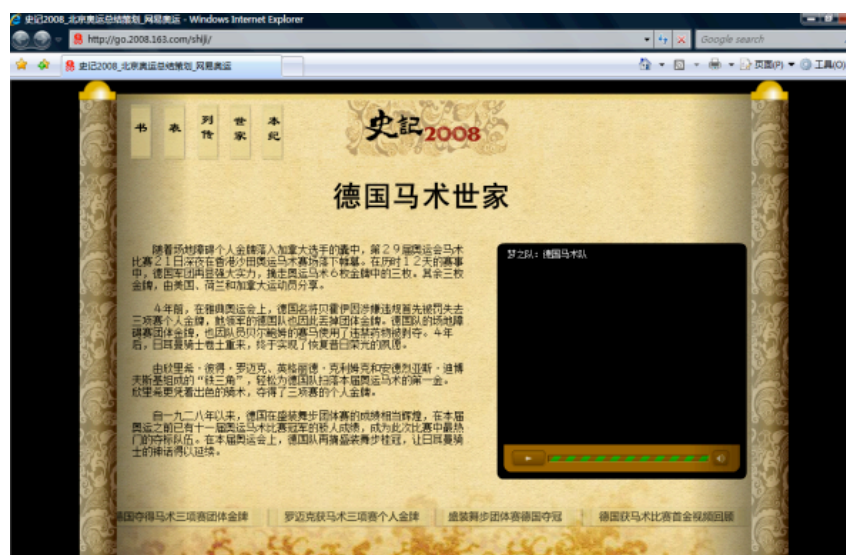 史记2008_北京奥运总结策划_网易奥运 - Windows Internet Explorer
http://go.2008.163.com/shiji/
Google search
史记2008_北京奥运总结策划_网易奥运
页面(P)
工具(O)
书 表 列传 世家 本纪
史記2008
德国马术世家
随着场地障碍个人金牌落入加拿大选手的囊中，第２９届奥运会马术
比赛２１日深夜在香港沙田奥运马术赛场落下帷幕。在历时１２天的赛事
中，德国军团再显强大实力，摘走奥运马术６枚金牌中的三枚。其余三枚
金牌，由美国、荷兰和加拿大运动员分享。
４年前，在雅典奥运会上，德国名将贝霍伊因涉嫌违规首先被罚失去
三项赛个人金牌，她领军的德国队也因此丢掉团体金牌。德国队的场地障
碍赛团体金牌，也因队员贝尔鲍姆的赛马使用了违禁药物被剥夺。４年
后，日耳曼骑士卷土重来，终于实现了恢复昔日荣光的夙愿。
由欣里希·彼得·罗迈克、英格丽德·克利姆克和安德烈亚斯·迪博
夫斯基组成的“铁三角”，轻松为德国队扫落本届奥运马术的第一金。
欣里希更凭着出色的骑术，夺得了三项赛的个人金牌。
自一九二八年以来，德国在盛装舞步团体赛的成绩相当辉煌，在本届
奥运之前已有十一届奥运马术比赛冠军的骄人成绩，成为此次比赛中最热
门的夺标队伍。在本届奥运会上，德国队再摘盛装舞步桂冠，让日耳曼骑
士的神话得以延续。
梦之队：德国马术队
德国夺得马术三项赛团体金牌
罗迈克获马术三项赛个人金牌
盛装舞步团体赛德国夺冠
德国获马术比赛首金视频回顾